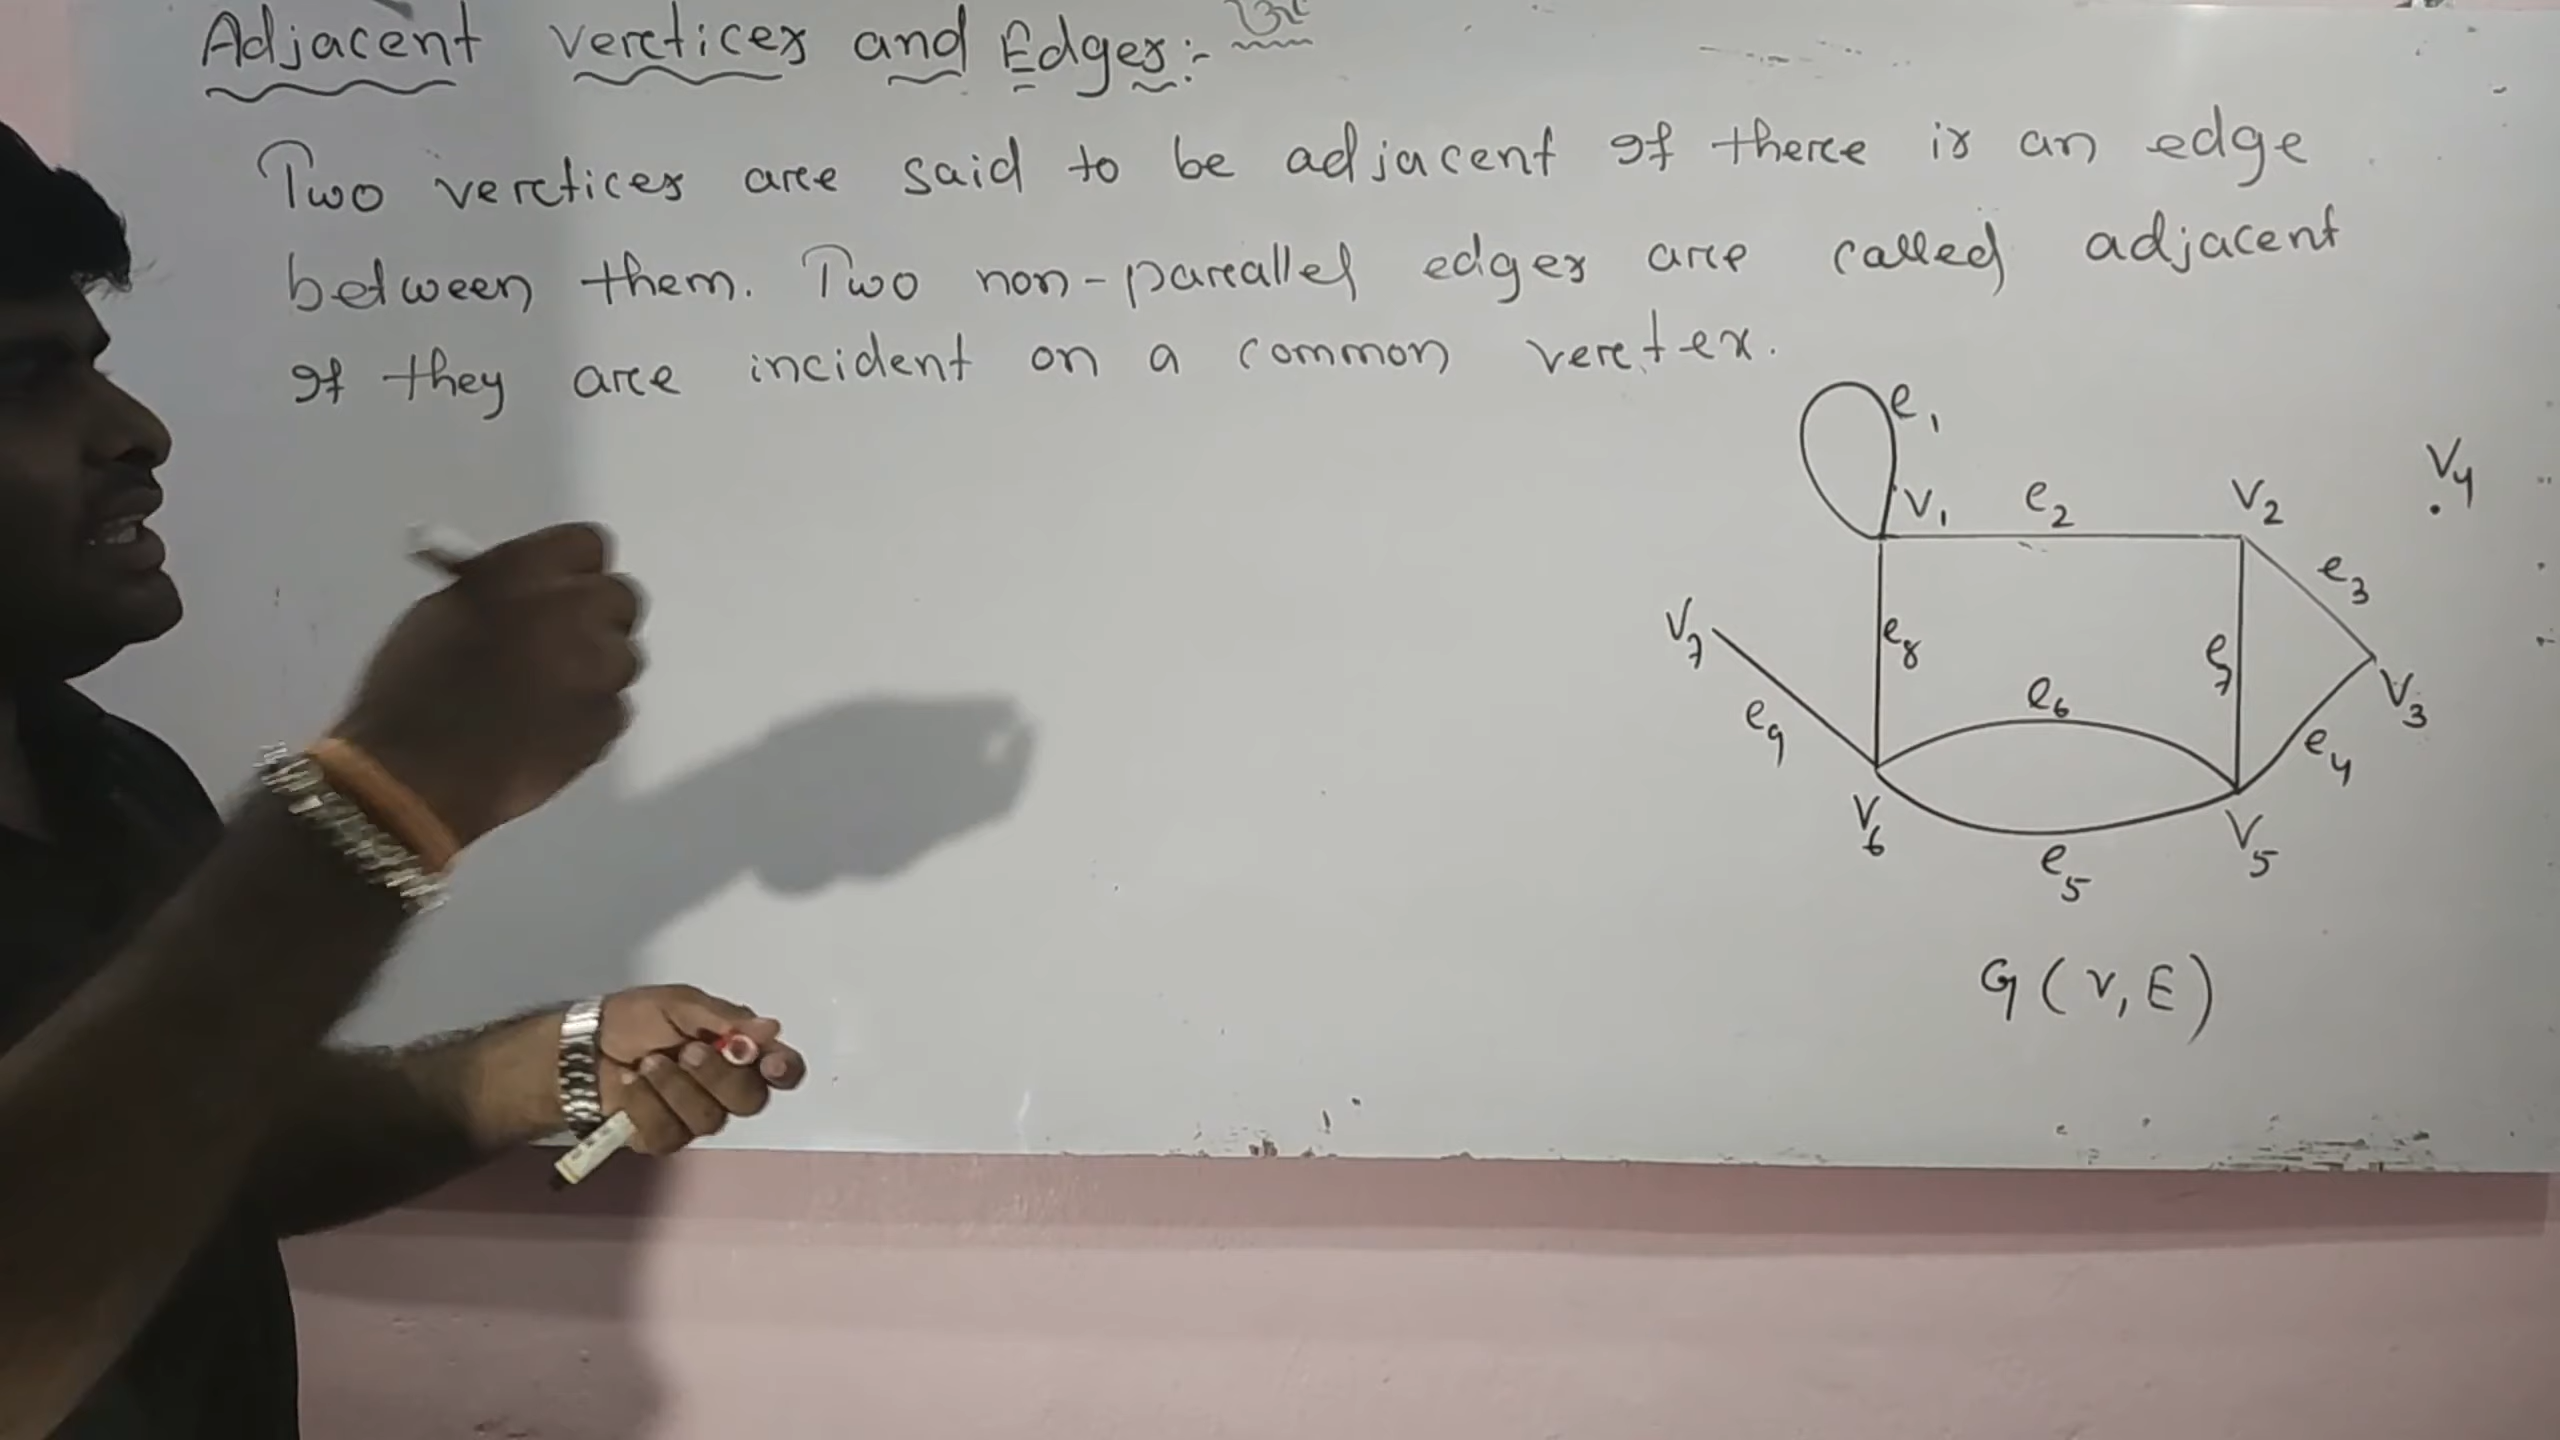 Adjacent vertices and Edges:-
Two vertices are said to be adjacent If there is an edge
between them. Two non-parallel edges are called adjacent
If they are incident on a common vertex.
e1
V1 e2 V2 V4
e3
V7 e8 e7
e9 e6 V3
e4
V6 V5
e5
G(V,E)